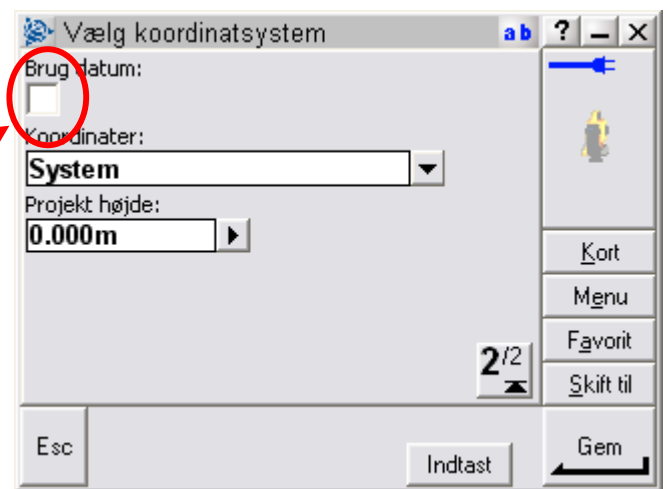 Vælg koordinatsystem ab ? – ×
Brug datum:
Koordinater:
System
Projekt højde:
0.000m
Kort
Menu
Favorit
2/2
Skift til
Esc
Indtast
Gem